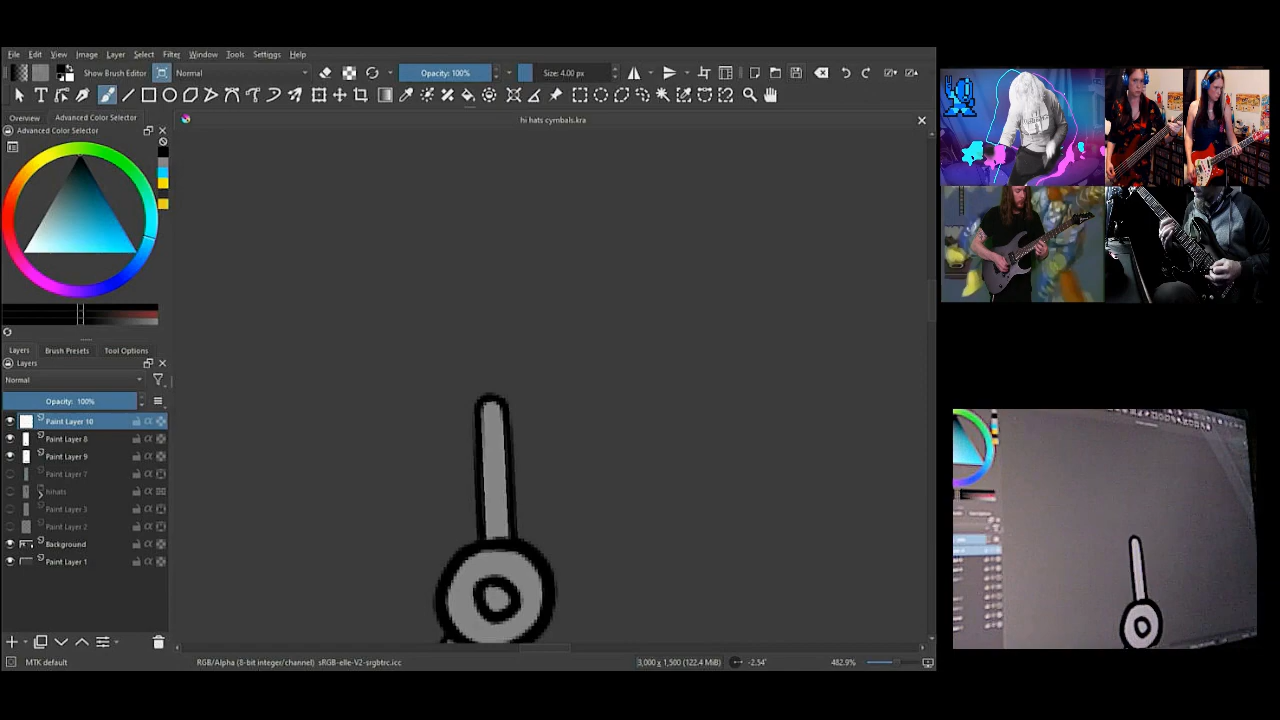 File Edit View Image Layer Select Filter Window Tools Settings Help
Show Brush Editor Normal Opacity: 100% Size: 4.00 px
Overview Advanced Color Selector
Advanced Color Selector
hi hats cymbals.kra
Layers Brush Presets Tool Options
Layers
Normal
Opacity: 100%
Paint Layer 10
Paint Layer 8
Paint Layer 9
Paint Layer 7
hihats
Paint Layer 3
Paint Layer 2
Background
Paint Layer 1
MTK default RGB/Alpha (8-bit integer/channel) sRGB-elle-V2-srgbtrc.icc 3,000 x 1,500 (122.4 MiB) -2.54° 482.9%